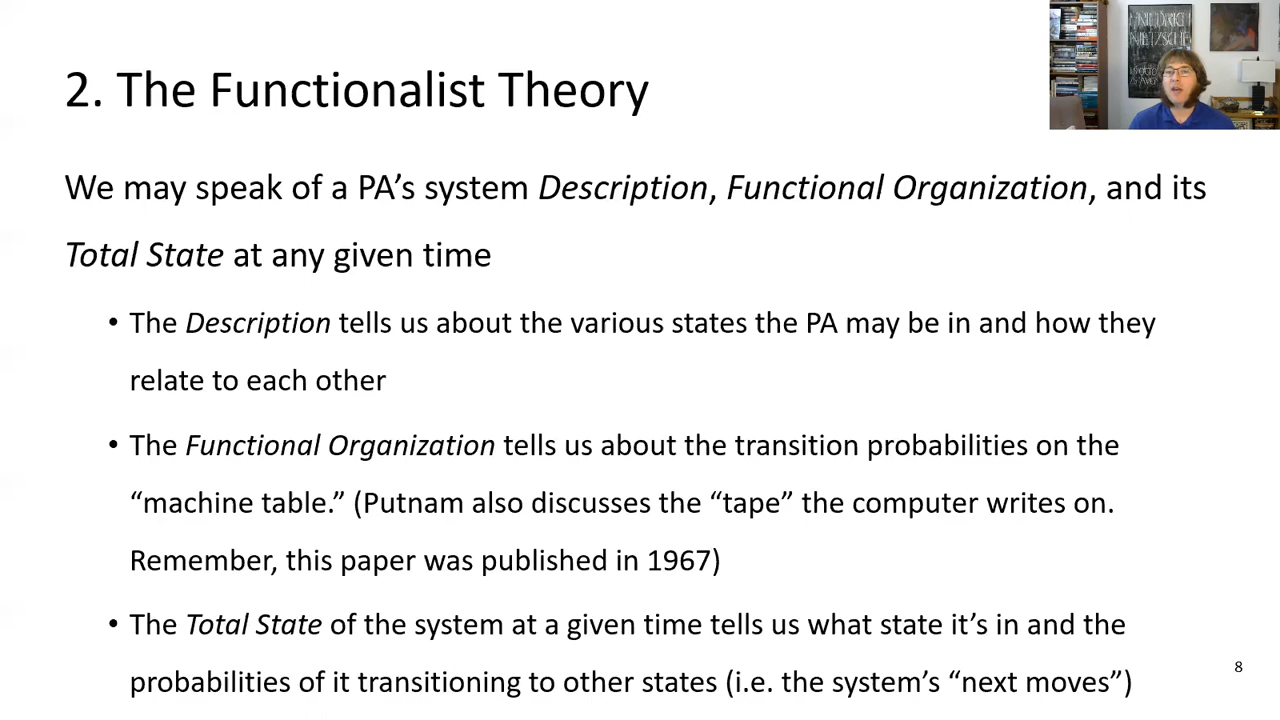 2. The Functionalist Theory
We may speak of a PA’s system Description, Functional Organization, and its
Total State at any given time
• The Description tells us about the various states the PA may be in and how they
relate to each other
• The Functional Organization tells us about the transition probabilities on the
“machine table.” (Putnam also discusses the “tape” the computer writes on.
Remember, this paper was published in 1967)
• The Total State of the system at a given time tells us what state it’s in and the
probabilities of it transitioning to other states (i.e. the system’s “next moves”)
8
NIETZSCHE